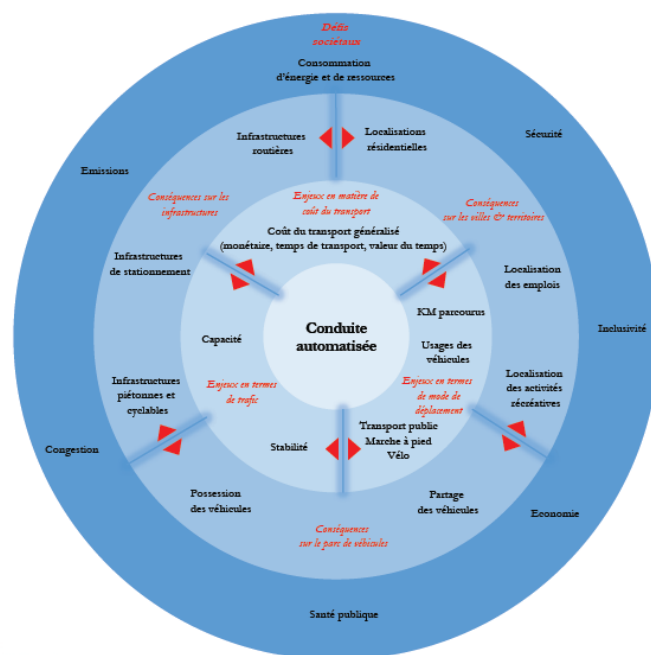 Défis
sociétaux
Consommation
d'énergie et de ressources
Infrastructures
routières
Localisations
résidentielles
Sécurité
Emissions
Conséquences sur les
infrastructures
Enjeux en matière de
coût du transport
Conséquences
sur les villes & territoires
Coût du transport généralisé
(monétaire, temps de transport, valeur du temps)
Infrastructures
de stationnement
Localisation
des emplois
Conduite
automatisée
KM parcourus
Inclusivité
Capacité
Usages des
véhicules
Infrastructures
piétonnes et
cyclables
Enjeux en termes
de trafic
Enjeux en termes
de mode de
déplacement
Localisation
des activités
récréatives
Congestion
Stabilité
Transport public
Marche à pied
Vélo
Possession
des véhicules
Partage
des véhicules
Economie
Conséquences
sur le parc de véhicules
Santé publique